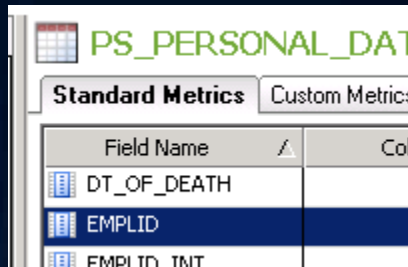 PS_PERSONAL_DAT
Standard Metrics Custom Metrics
Field Name Col
DT_OF_DEATH
EMPLID
EMPLID_INT